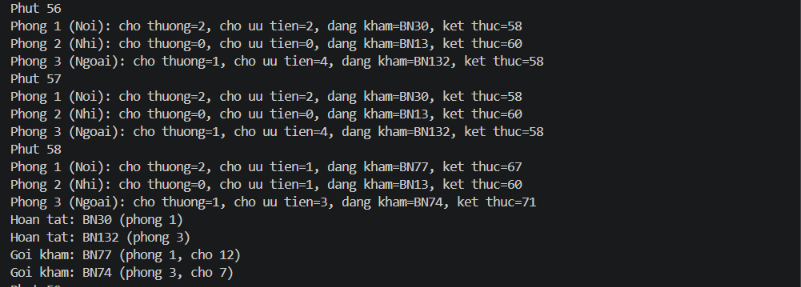 Phut 56
Phong 1 (Noi): cho thuong=2, cho uu tien=2, dang kham=BN30, ket thuc=58
Phong 2 (Nhi): cho thuong=0, cho uu tien=0, dang kham=BN13, ket thuc=60
Phong 3 (Ngoai): cho thuong=1, cho uu tien=4, dang kham=BN132, ket thuc=58
Phut 57
Phong 1 (Noi): cho thuong=2, cho uu tien=2, dang kham=BN30, ket thuc=58
Phong 2 (Nhi): cho thuong=0, cho uu tien=0, dang kham=BN13, ket thuc=60
Phong 3 (Ngoai): cho thuong=1, cho uu tien=4, dang kham=BN132, ket thuc=58
Phut 58
Phong 1 (Noi): cho thuong=2, cho uu tien=1, dang kham=BN77, ket thuc=67
Phong 2 (Nhi): cho thuong=0, cho uu tien=1, dang kham=BN13, ket thuc=60
Phong 3 (Ngoai): cho thuong=1, cho uu tien=3, dang kham=BN74, ket thuc=71
Hoan tat: BN30 (phong 1)
Hoan tat: BN132 (phong 3)
Goi kham: BN77 (phong 1, cho 12)
Goi kham: BN74 (phong 3, cho 7)